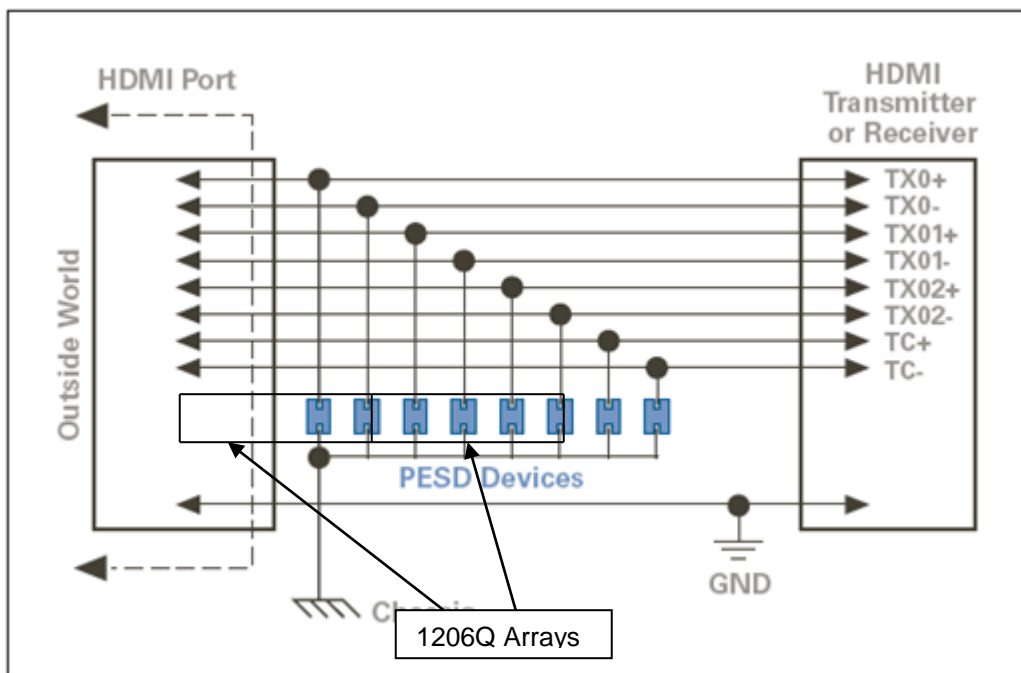 HDMI Port
HDMI
Transmitter
or Receiver
TX0+
TX0-
TX01+
TX01-
TX02+
TX02-
TC+
TC-
Outside World
PESD Devices
GND
1206Q Arrays